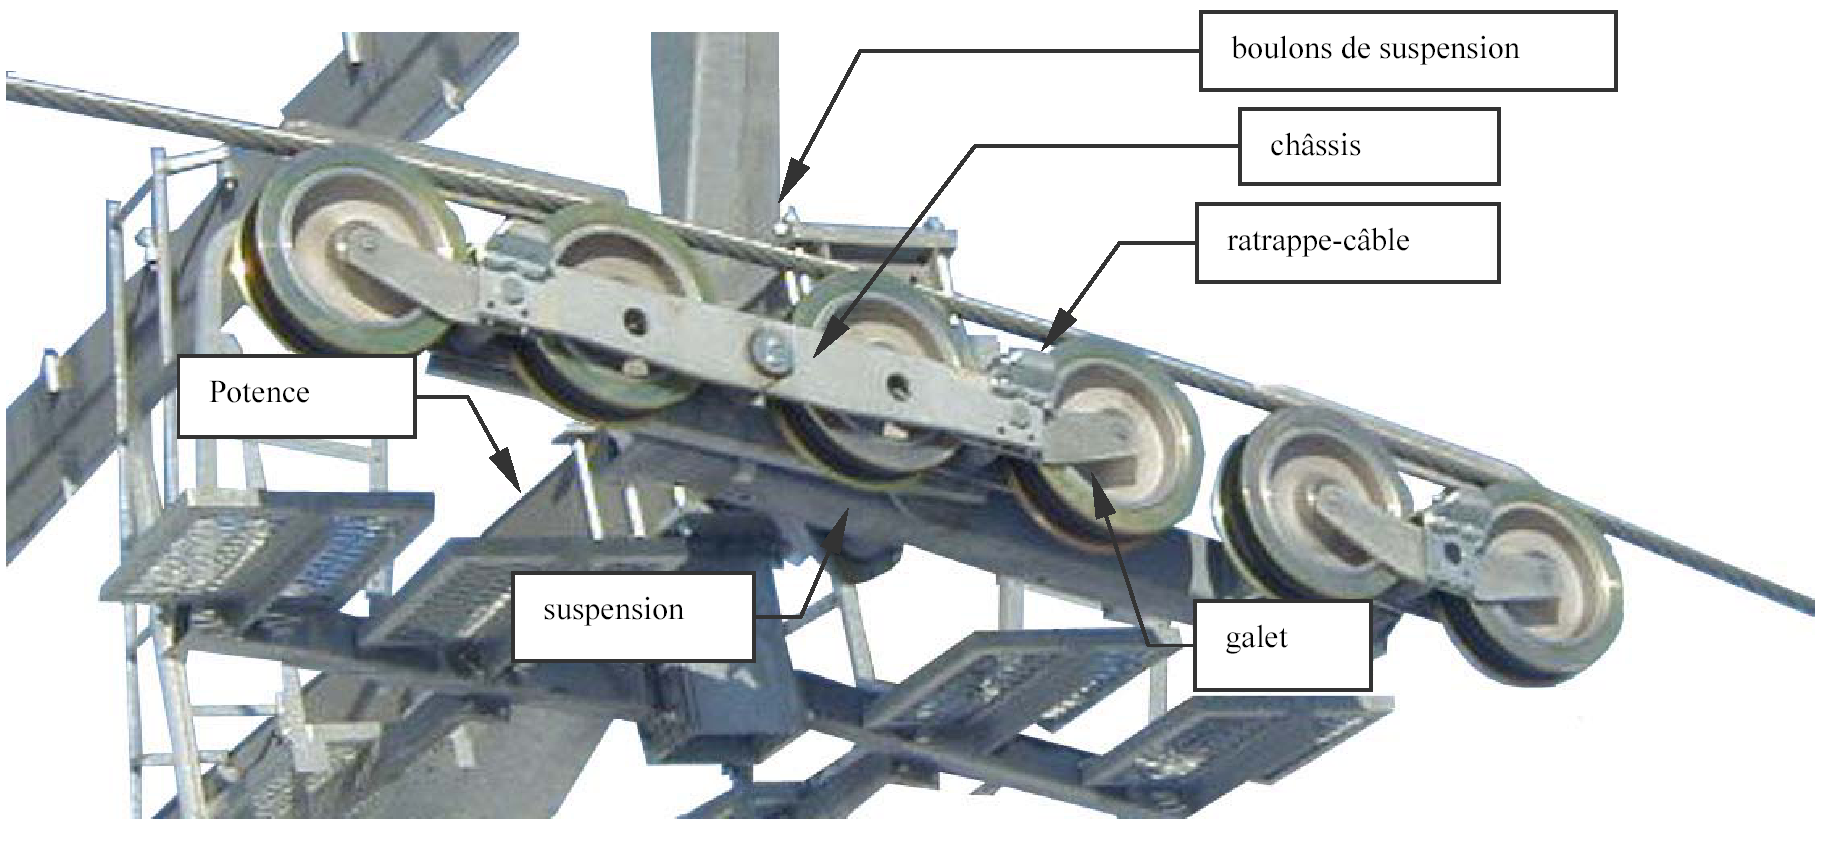 boulons de suspension
châssis
ratrappe-câble
Potence
suspension
galet